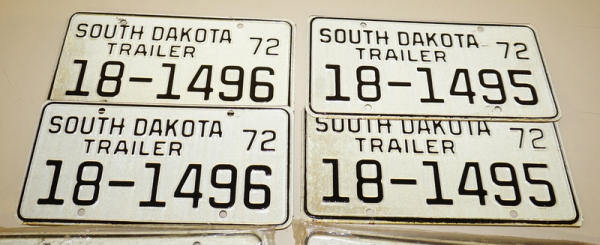 SOUTH DAKOTA 72
TRAILER
18-1496
SOUTH DAKOTA 72
TRAILER
18-1495
SOUTH DAKOTA 72
TRAILER
18-1496
SOUTH DAKOTA 72
TRAILER
18-1495